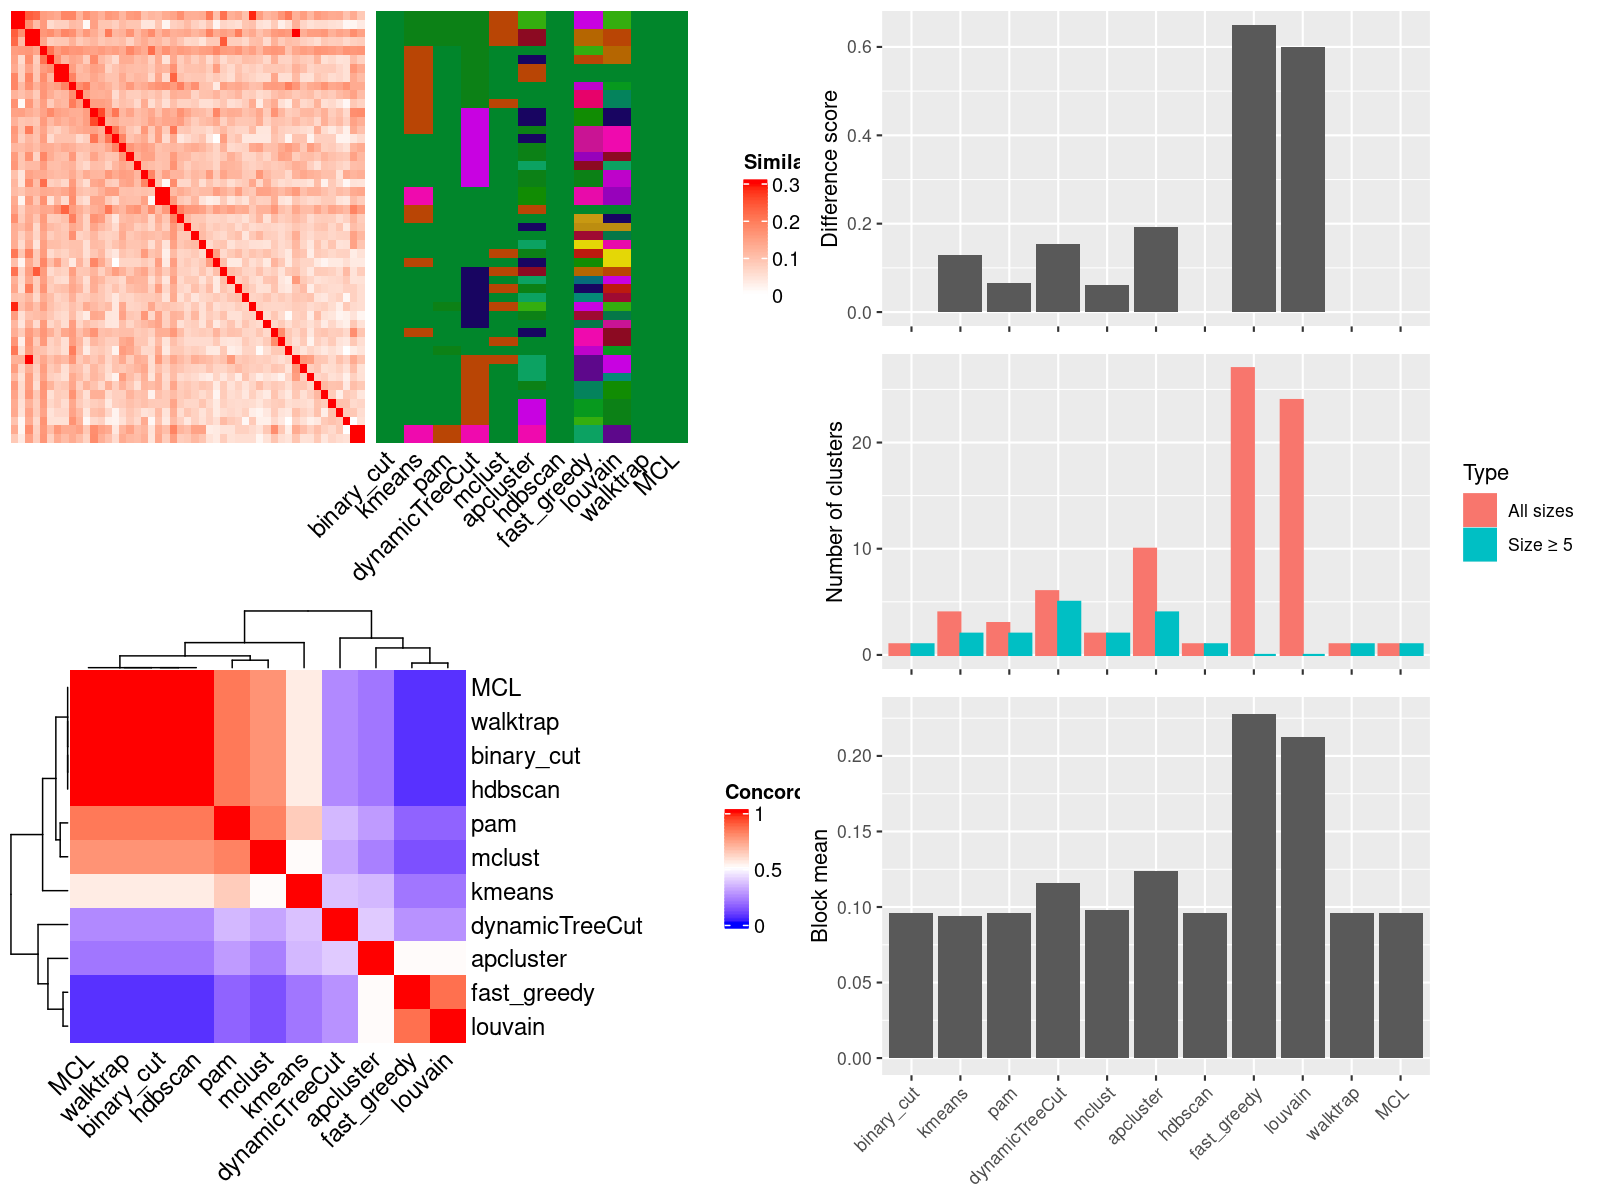 Simila
0.3
0.2
0.1
0
binary_cut
kmeans
pam
dynamicTreeCut
mclust
apcluster
hdbscan
fast_greedy
louvain
walktrap
MCL
MCL
walktrap
binary_cut
hdbscan
pam
mclust
kmeans
dynamicTreeCut
apcluster
fast_greedy
louvain
MCL
walktrap
binary_cut
hdbscan
pam
mclust
kmeans
dynamicTreeCut
apcluster
fast_greedy
louvain
Concord
1
0.5
0
Difference score
0.6
0.4
0.2
0.0
Number of clusters
20
10
0
Type
All sizes
Size ≥ 5
Block mean
0.20
0.15
0.10
0.05
0.00
binary_cut
kmeans
pam
dynamicTreeCut
mclust
apcluster
hdbscan
fast_greedy
louvain
walktrap
MCL